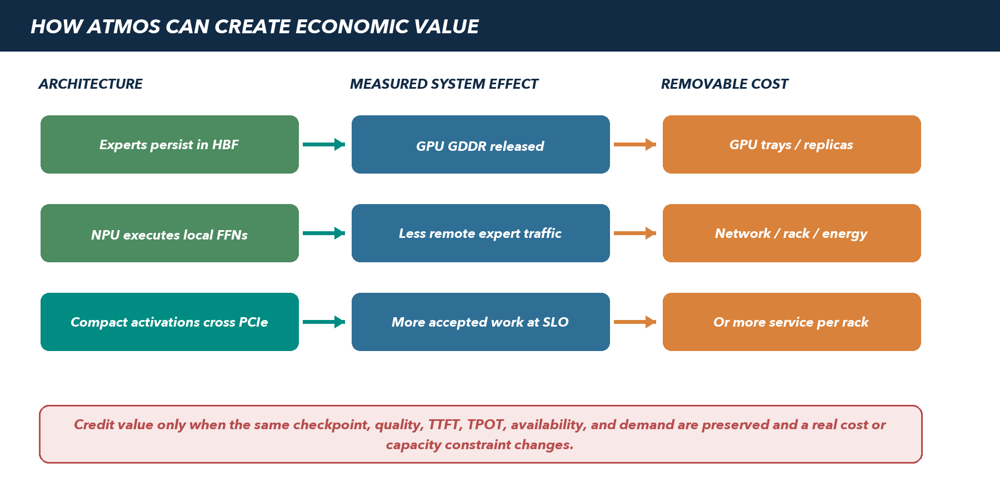 HOW ATMOS CAN CREATE ECONOMIC VALUE
ARCHITECTURE
MEASURED SYSTEM EFFECT
REMOVABLE COST
Experts persist in HBF
GPU GDDR released
GPU trays / replicas
NPU executes local FFNs
Less remote expert traffic
Network / rack / energy
Compact activations cross PCIe
More accepted work at SLO
Or more service per rack
Credit value only when the same checkpoint, quality, TTFT, TPOT, availability, and demand are preserved and a real cost or
capacity constraint changes.